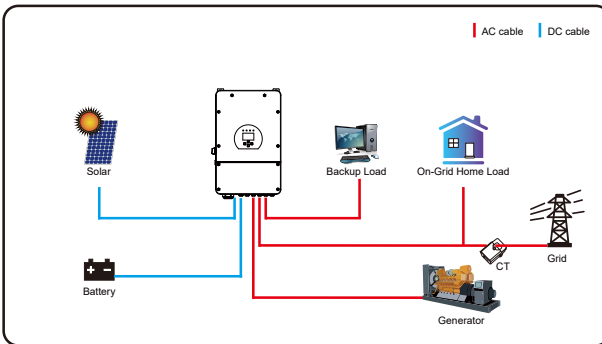 AC cable
DC cable
Solar
Backup Load
On-Grid Home Load
CT
Grid
Battery
Generator